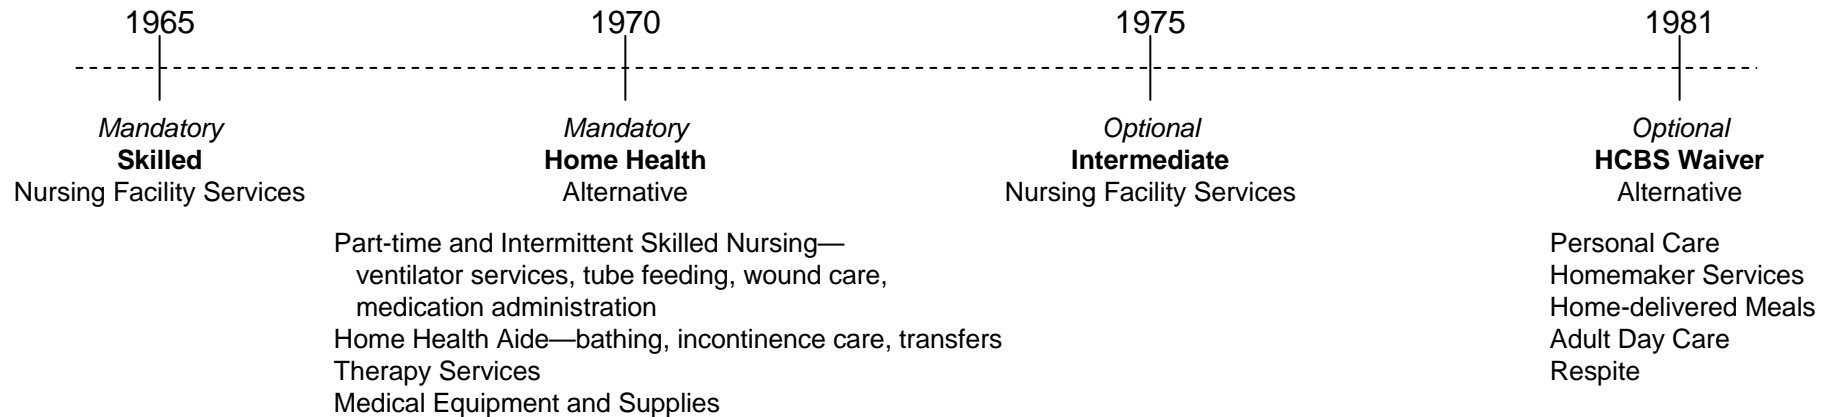 1965
1970
1975
1981
Mandatory
Skilled
Nursing Facility Services
Mandatory
Home Health
Alternative
Part-time and Intermittent Skilled Nursing—
ventilator services, tube feeding, wound care,
medication administration
Home Health Aide—bathing, incontinence care, transfers
Therapy Services
Medical Equipment and Supplies
Optional
Intermediate
Nursing Facility Services
Optional
HCBS Waiver
Alternative
Personal Care
Homemaker Services
Home-delivered Meals
Adult Day Care
Respite